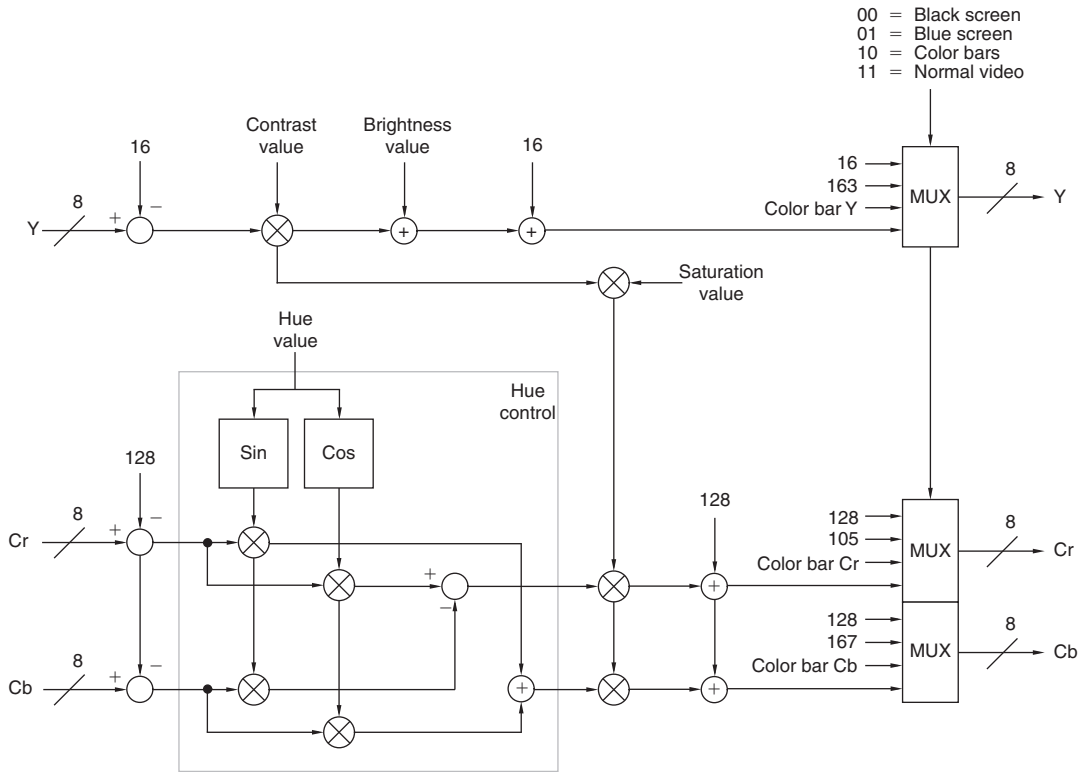 00 = Black screen
01 = Blue screen
10 = Color bars
11 = Normal video
Contrast
value
Brightness
value
16
16
8
+
−
Y
+
+
16
163
Color bar Y
MUX
8
Y
Saturation
value
Hue
value
Hue
control
Sin
Cos
128
8
+
−
Cr
+
−
128
+
128
105
Color bar Cr
MUX
8
Cr
8
+
−
Cb
+
+
128
167
Color bar Cb
MUX
8
Cb